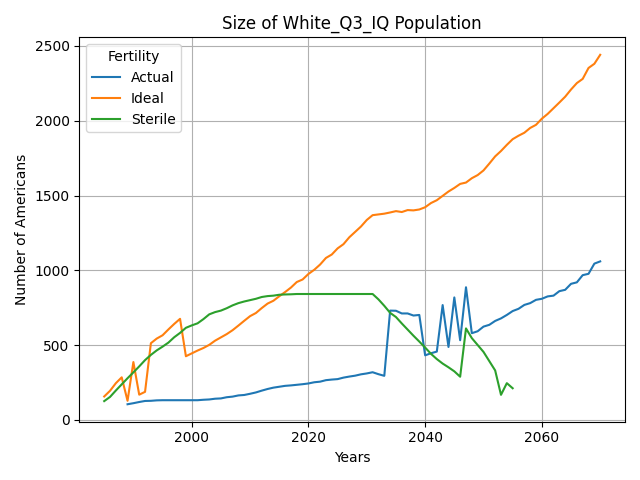 Size of White_Q3_IQ Population
Fertility
Actual
Ideal
Sterile
Number of Americans
2500
2000
1500
1000
500
0
2000
2020
2040
2060
Years